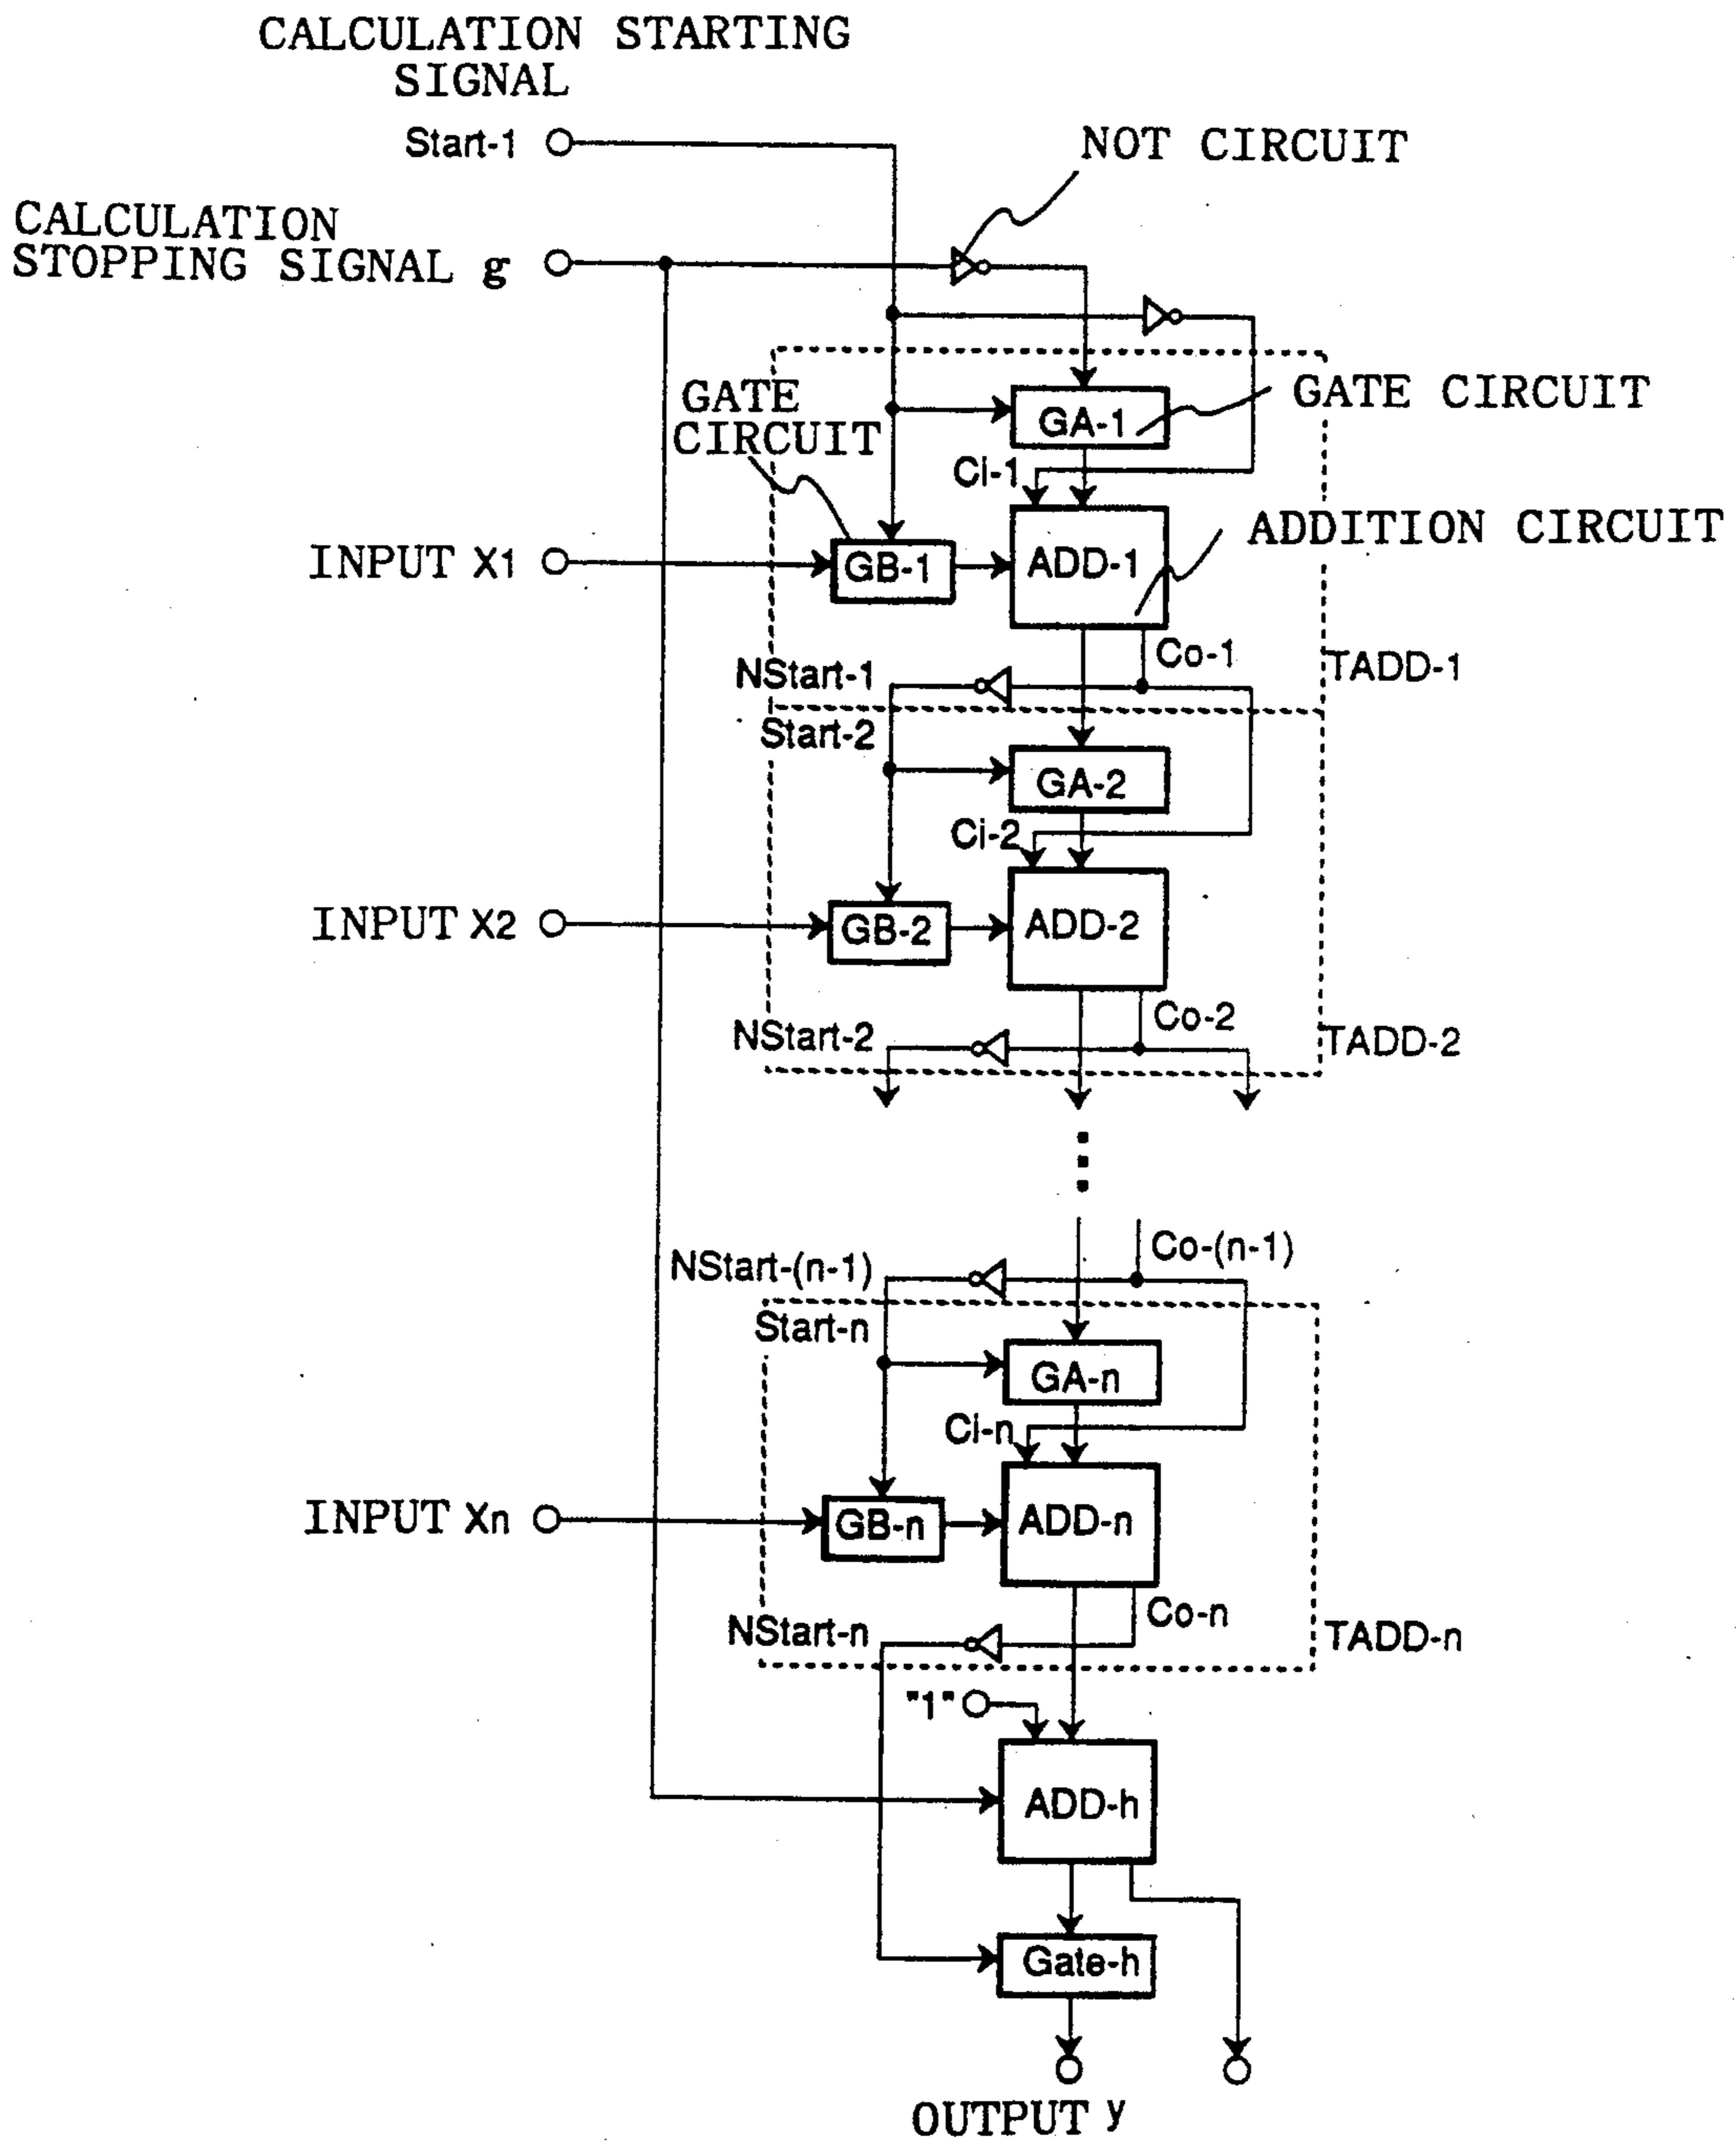 CALCULATION STARTING
SIGNAL
Start-1
NOT CIRCUIT
CALCULATION
STOPPING SIGNAL g
GATE
CIRCUIT
GA-1
GATE CIRCUIT
Ci-1
ADDITION CIRCUIT
INPUT X1
GB-1
ADD-1
Co-1
NStart-1
TADD-1
Start-2
GA-2
Ci-2
INPUT X2
GB-2
ADD-2
Co-2
NStart-2
TADD-2
Co-(n-1)
NStart-(n-1)
Start-n
GA-n
Ci-n
INPUT Xn
GB-n
ADD-n
Co-n
NStart-n
TADD-n
"1"
ADD-h
Gate-h
OUTPUT y